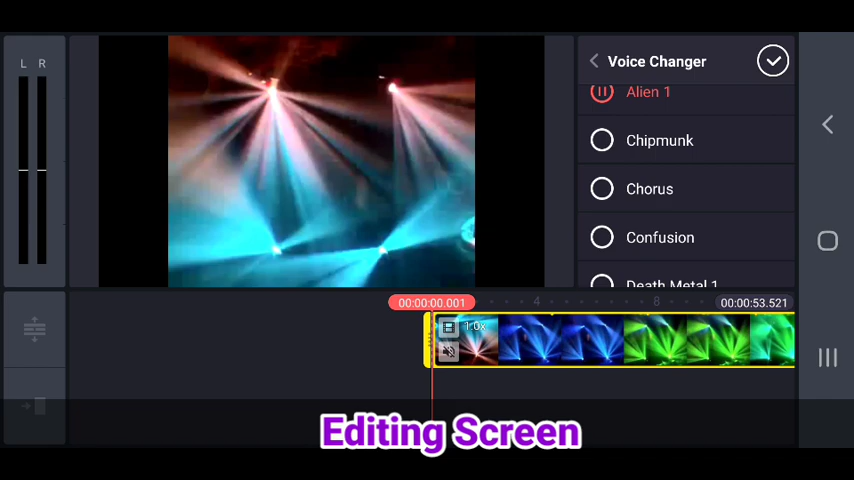 L R
Voice Changer
Alien 1
Chipmunk
Chorus
Confusion
Death Metal 1
00:00:00.001
4
8
00:00:53.521
1.0x
Editing Screen